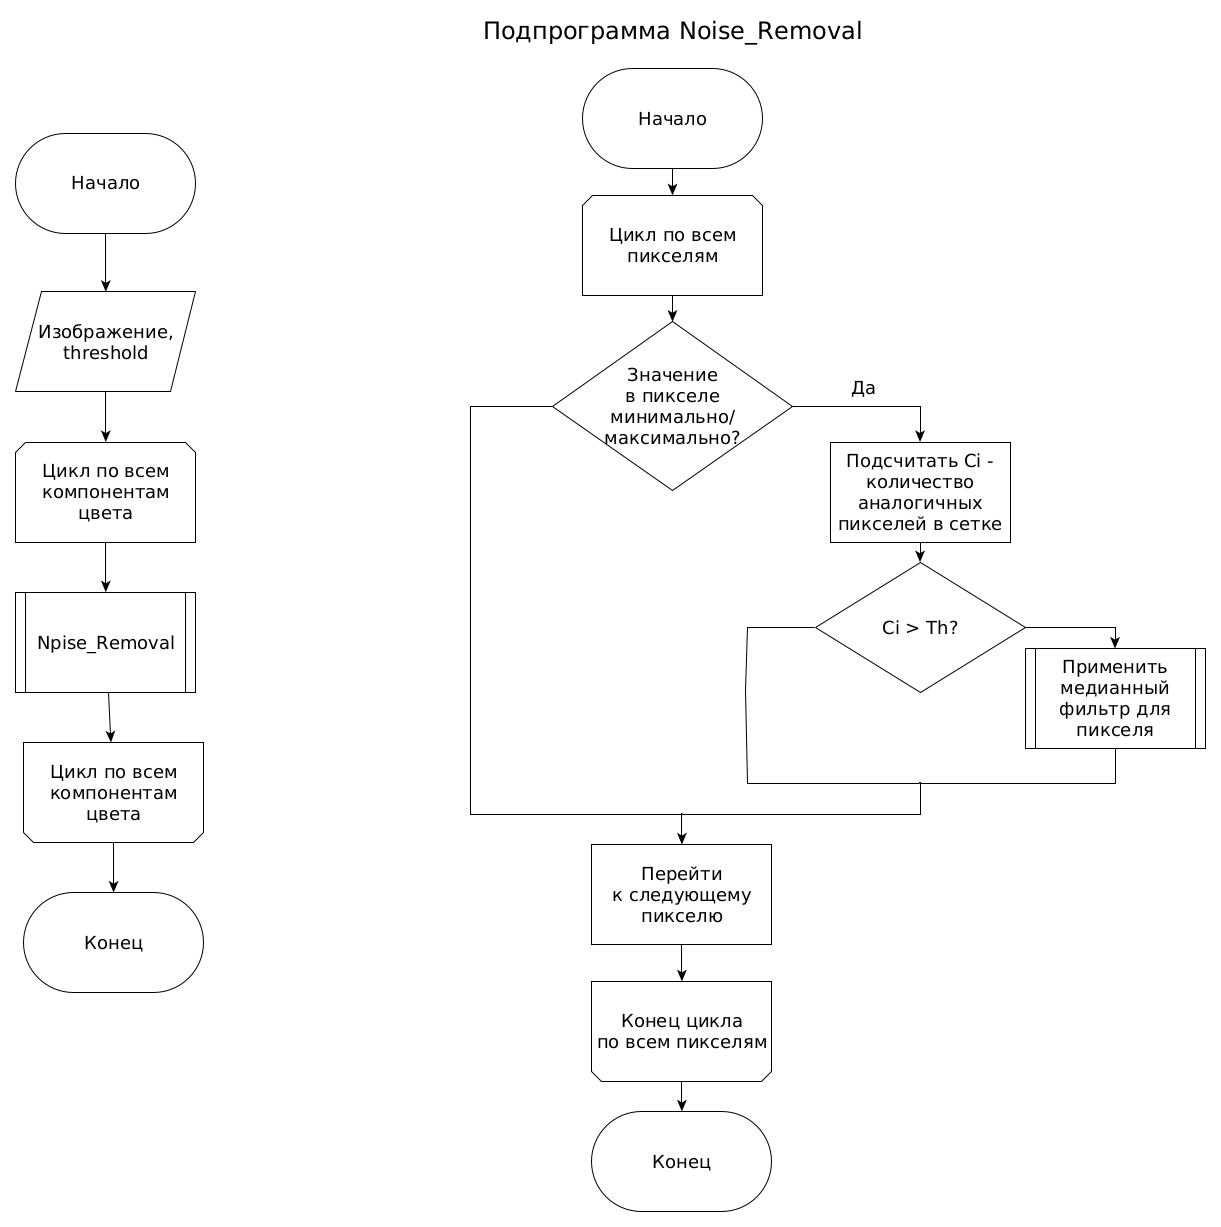 Подпрограмма Noise_Removal
Начало
Изображение,
threshold
Цикл по всем
компонентам
цвета
Npise_Removal
Цикл по всем
компонентам
цвета
Конец
Начало
Цикл по всем
пикселям
Значение
в пикселе
минимально/
максимально?
Да
Подсчитать Ci -
количество
аналогичных
пикселей в сетке
Ci > Th?
Применить
медианный
фильтр для
пикселя
Перейти
к следующему
пикселю
Конец цикла
по всем пикселям
Конец